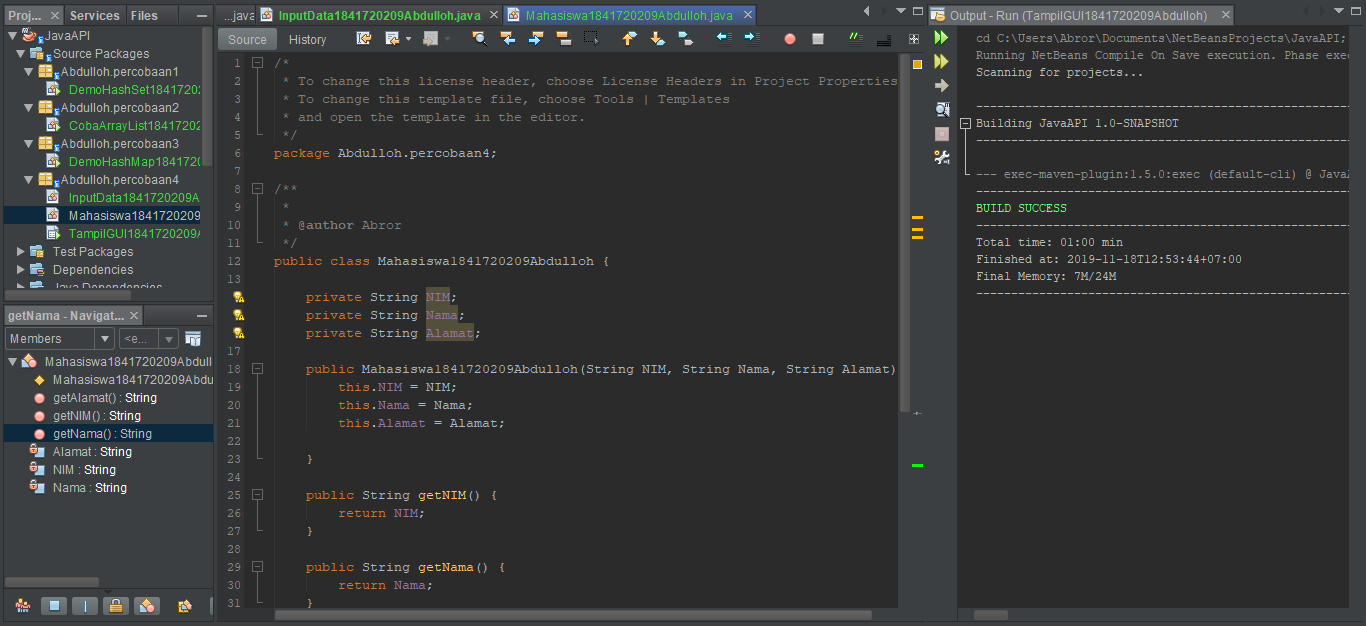 Proj...
Services
Files
JavaAPI
Source Packages
Abdulloh.percobaan1
DemoHashSet1841720
Abdulloh.percobaan2
CobaArrayList1841720
Abdulloh.percobaan3
DemoHashMap184172
Abdulloh.percobaan4
InputData1841720209A
Mahasiswa1841720209
TampilGUI1841720209
Test Packages
Dependencies
Java Dependencies
getNama - Navigat...
Members
<e...
Mahasiswa1841720209Abdull
Mahasiswa1841720209Abdu
getAlamat() : String
getNIM() : String
getNama() : String
Alamat : String
NIM : String
Nama : String
...java
InputData1841720209Abdulloh.java
Mahasiswa1841720209Abdulloh.java
Source
History
1 /*
2 * To change this license header, choose License Headers in Project Properties
3 * To change this template file, choose Tools | Templates
4 * and open the template in the editor.
5 */
6 package Abdulloh.percobaan4;
7
8 /**
9 *
10 * @author Abror
11 */
12 public class Mahasiswa1841720209Abdulloh {
13
private String NIM;
private String Nama;
private String Alamat;
17
18 public Mahasiswa1841720209Abdulloh(String NIM, String Nama, String Alamat)
19 this.NIM = NIM;
20 this.Nama = Nama;
21 this.Alamat = Alamat;
22
23 }
24
25 public String getNIM() {
26 return NIM;
27 }
28
29 public String getNama() {
30 return Nama;
31 }
Output - Run (TampilGUI1841720209Abdulloh)
cd C:\Users\Abror\Documents\NetBeansProjects\JavaAPI;
Running NetBeans Compile On Save execution. Phase exe
Scanning for projects...
------------------------------------------------------
Building JavaAPI 1.0-SNAPSHOT
------------------------------------------------------
--- exec-maven-plugin:1.5.0:exec (default-cli) @ JavaA
------------------------------------------------------
BUILD SUCCESS
------------------------------------------------------
Total time: 01:00 min
Finished at: 2019-11-18T12:53:44+07:00
Final Memory: 7M/24M
------------------------------------------------------